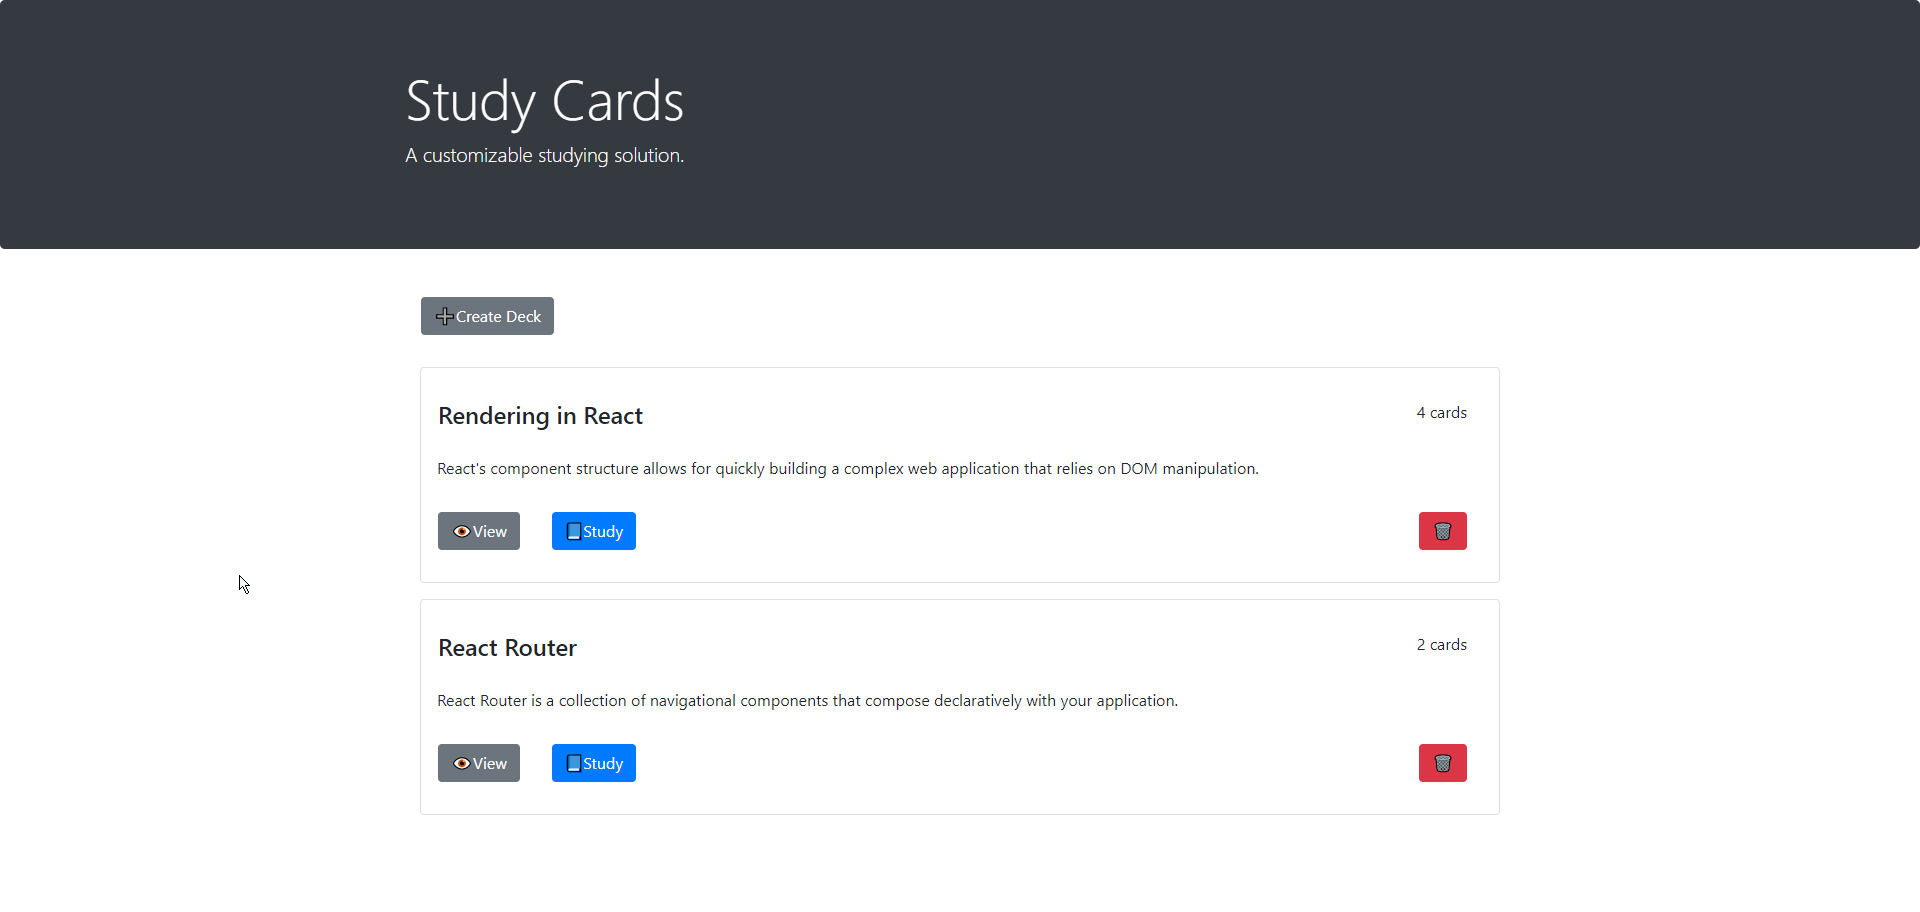 Study Cards
A customizable studying solution.
Create Deck
Rendering in React
4 cards
React's component structure allows for quickly building a complex web application that relies on DOM manipulation.
View
Study
React Router
2 cards
React Router is a collection of navigational components that compose declaratively with your application.
View
Study